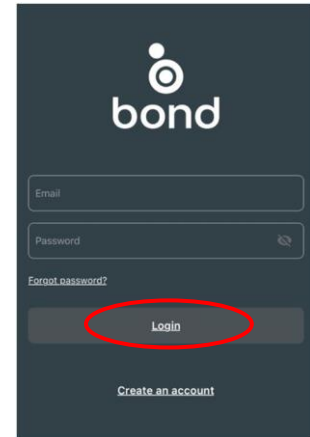 bond
Email
Password
Forgot password?
Login
Create an account